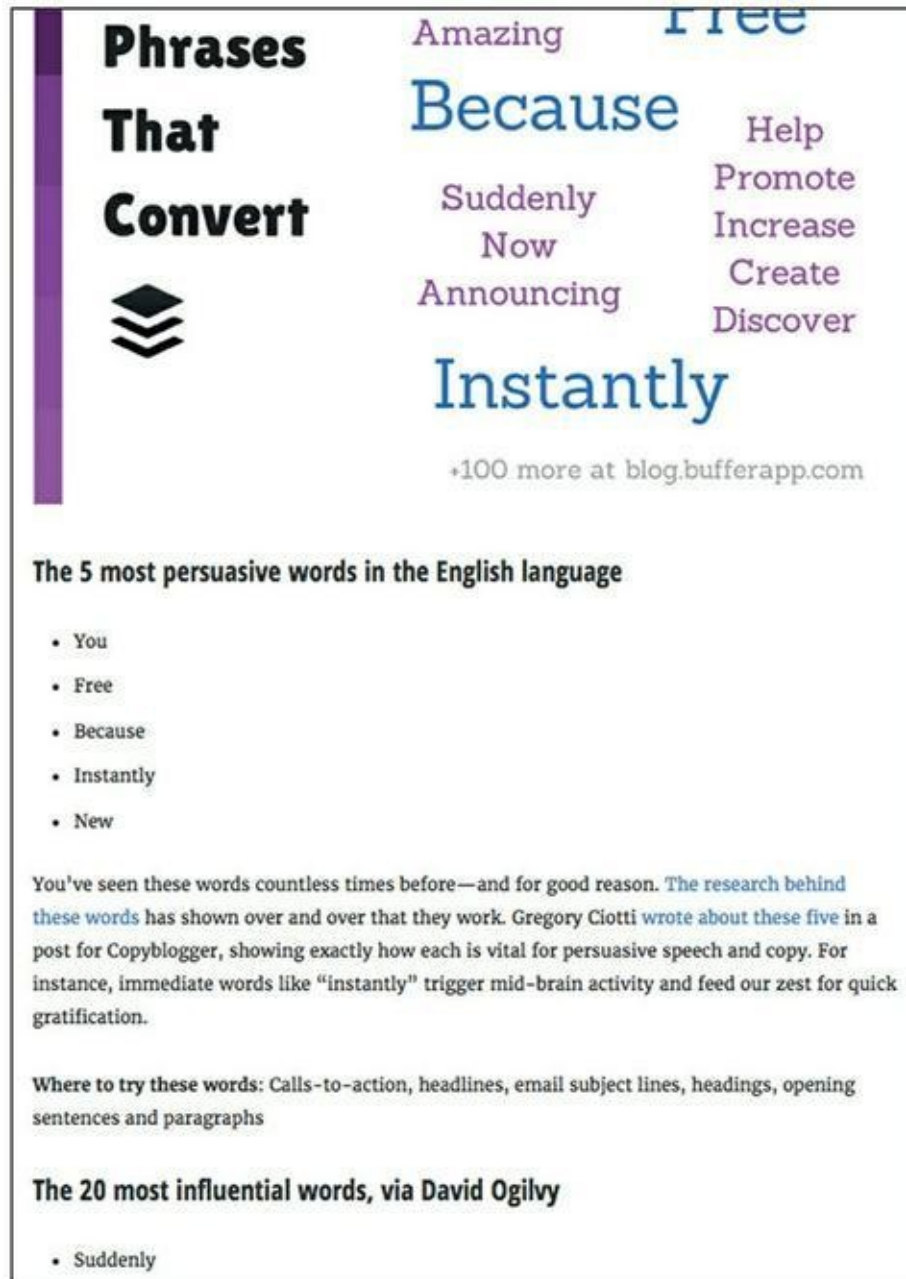 Phrases
That
Convert
Amazing
Free
Because
Suddenly
Now
Announcing
Help
Promote
Increase
Create
Discover
Instantly
+100 more at blog.bufferapp.com
The 5 most persuasive words in the English language
• You
• Free
• Because
• Instantly
• New
You've seen these words countless times before—and for good reason. The research behind
these words has shown over and over that they work. Gregory Ciotti wrote about these five in a
post for Copyblogger, showing exactly how each is vital for persuasive speech and copy. For
instance, immediate words like “instantly” trigger mid-brain activity and feed our zest for quick
gratification.
Where to try these words: Calls-to-action, headlines, email subject lines, headings, opening
sentences and paragraphs
The 20 most influential words, via David Ogilvy
• Suddenly